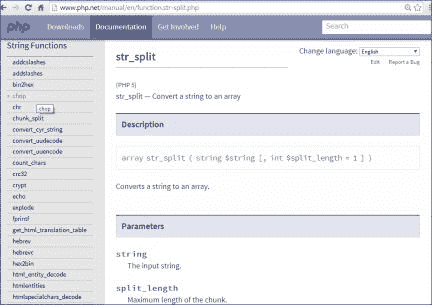 www.php.net/manual/en/function.str-split.php
php
Downloads
Documentation
Get Involved
Help
Search
String Functions
addcslashes
addslashes
bin2hex
chop
chr
chop
chunk_split
convert_cyr_string
convert_uudecode
convert_uuencode
count_chars
crc32
crypt
echo
explode
fprintf
get_html_translation_table
hebrev
hebrevc
hex2bin
html_entity_decode
htmlentities
htmlspecialchars_decode
str_split
Change language: English
Edit Report a Bug
(PHP 5)
str_split — Convert a string to an array
Description
array str_split ( string $string [, int $split_length = 1 ] )
Converts a string to an array.
Parameters
string
The input string.
split_length
Maximum length of the chunk.